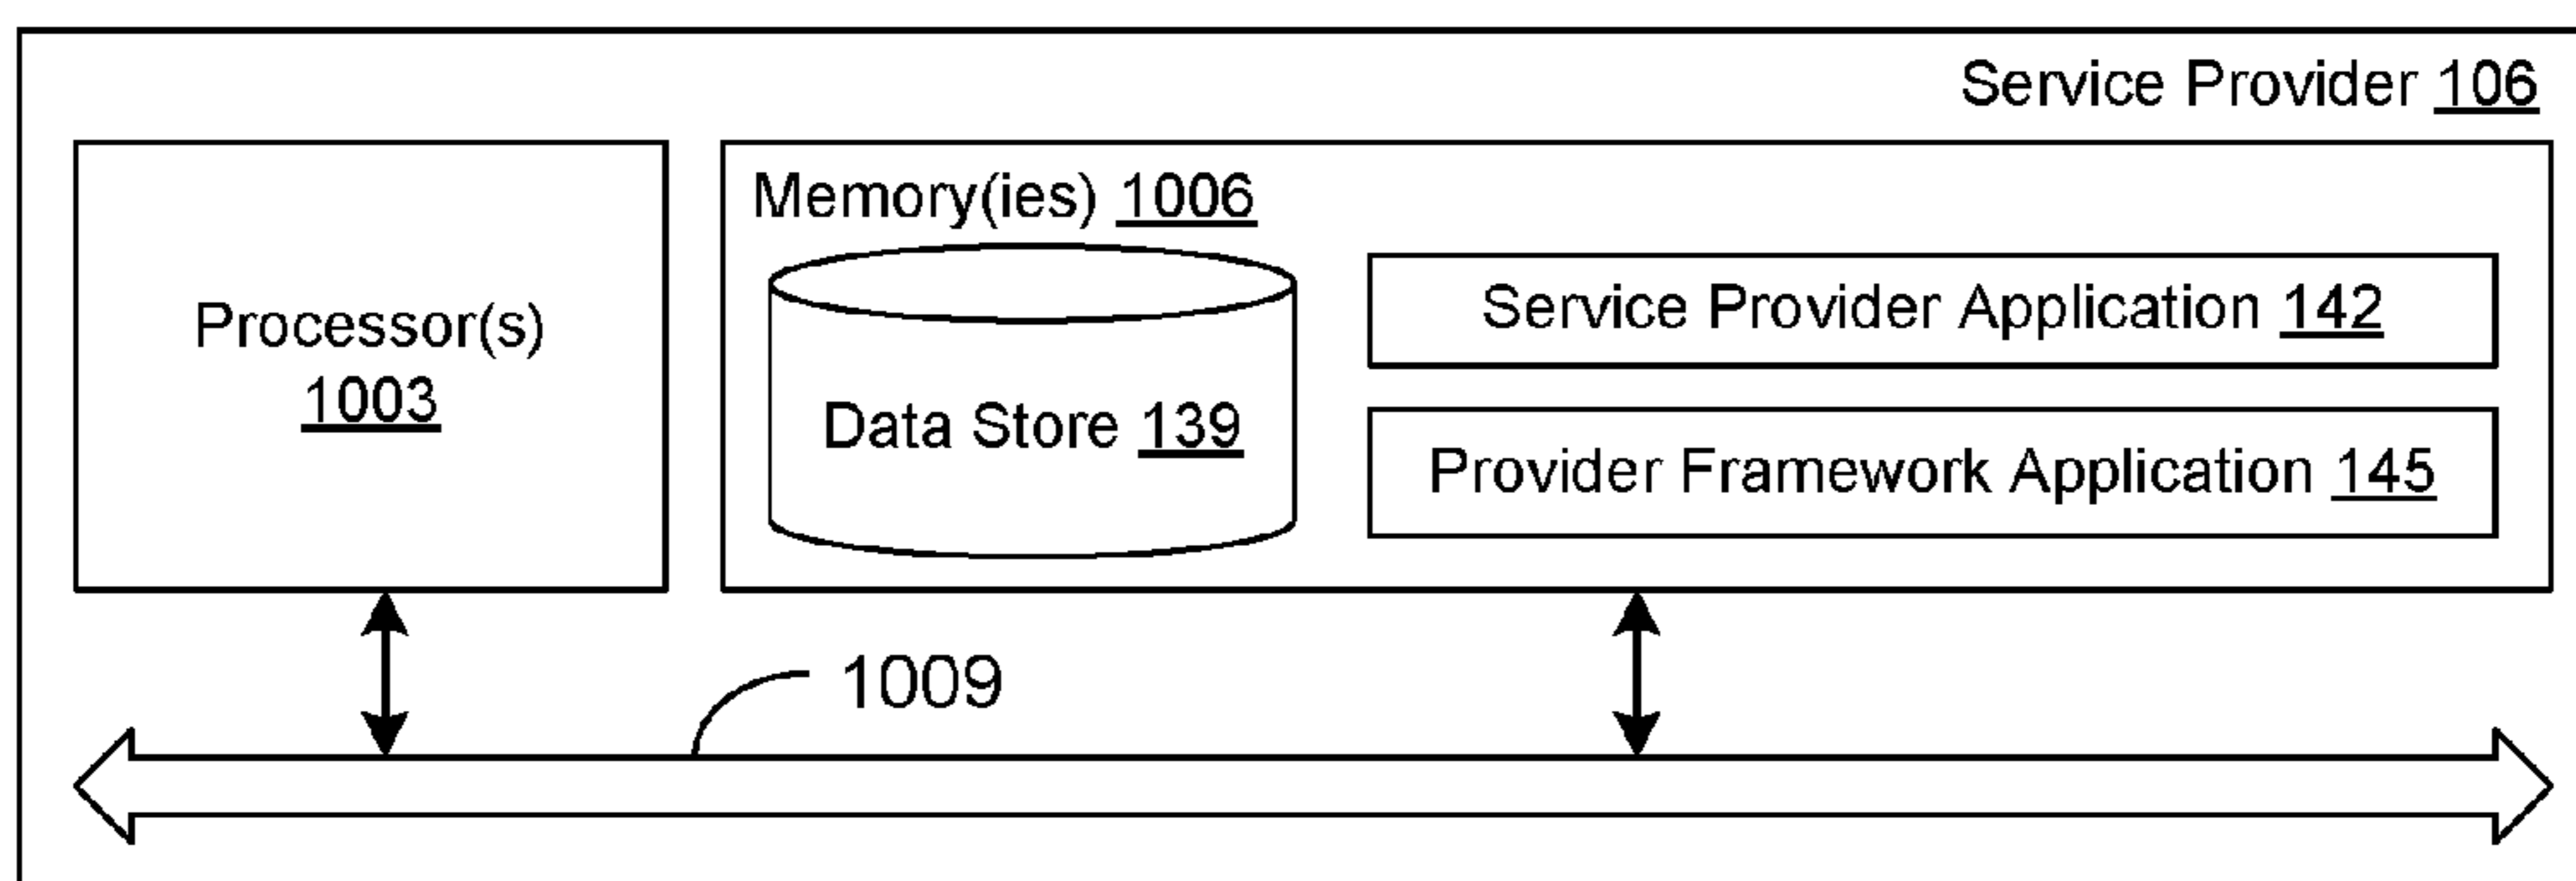 Service Provider 106
Memory(ies) 1006
Processor(s)
1003
Data Store 139
Service Provider Application 142
Provider Framework Application 145
1009